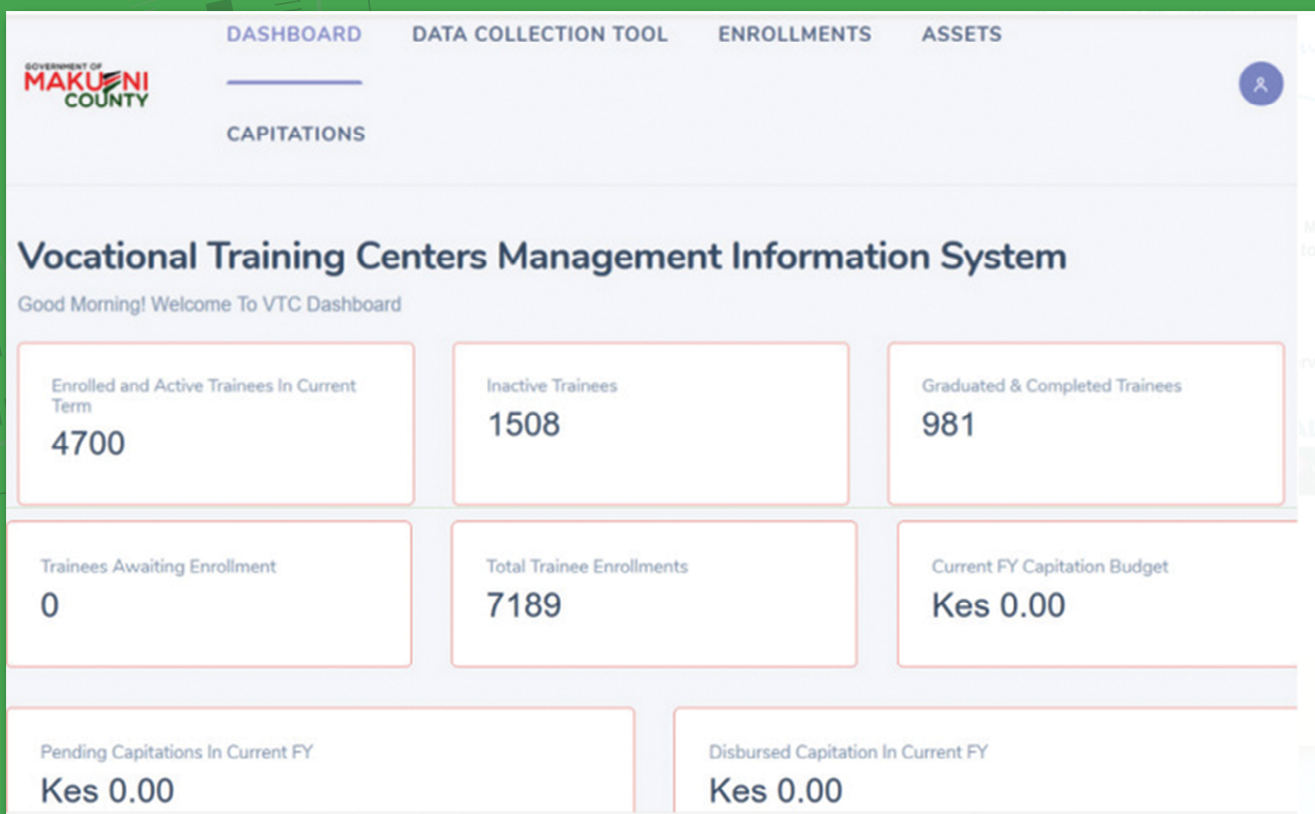 DASHBOARD DATA COLLECTION TOOL ENROLLMENTS ASSETS
GOVERNMENT OF
MAKUENI
COUNTY
CAPITATIONS
Vocational Training Centers Management Information System
Good Morning! Welcome To VTC Dashboard
Enrolled and Active Trainees In Current
Term
4700
Inactive Trainees
1508
Graduated & Completed Trainees
981
Trainees Awaiting Enrollment
0
Total Trainee Enrollments
7189
Current FY Capitation Budget
Kes 0.00
Pending Capitations In Current FY
Kes 0.00
Disbursed Capitation In Current FY
Kes 0.00